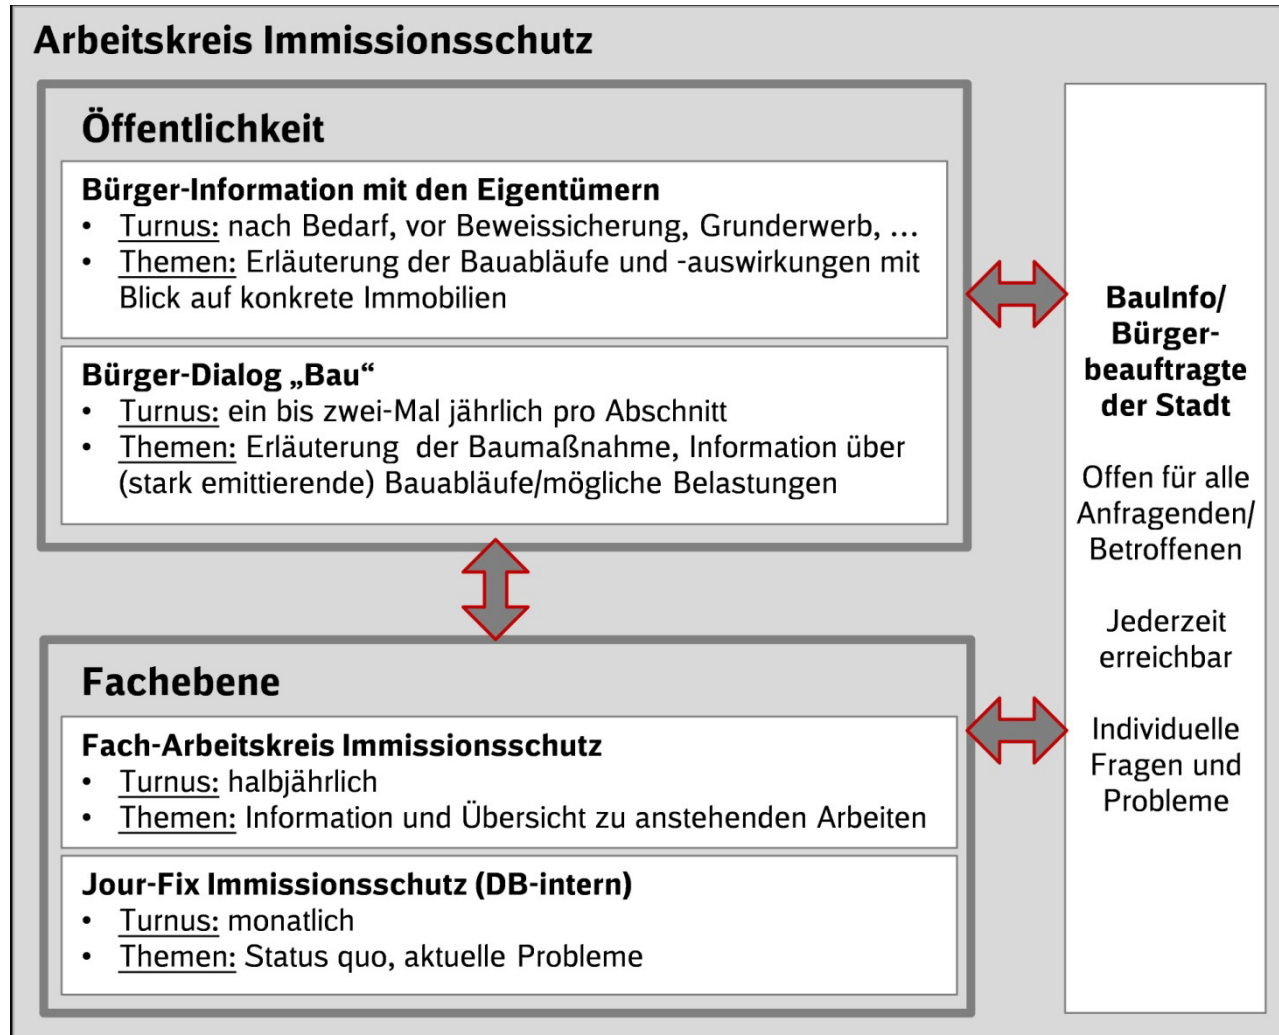 Arbeitskreis Immissionsschutz
Öffentlichkeit
Bürger-Information mit den Eigentümern
• Turnus: nach Bedarf, vor Beweissicherung, Grunderwerb, …
• Themen: Erläuterung der Bauabläufe und -auswirkungen mit
Blick auf konkrete Immobilien
Bürger-Dialog „Bau“
• Turnus: ein bis zwei-Mal jährlich pro Abschnitt
• Themen: Erläuterung  der Baumaßnahme, Information über
(stark emittierende) Bauabläufe/mögliche Belastungen
Fachebene
Fach-Arbeitskreis Immissionsschutz
• Turnus: halbjährlich
• Themen: Information und Übersicht zu anstehenden Arbeiten
Jour-Fix Immissionsschutz (DB-intern)
• Turnus: monatlich
• Themen: Status quo, aktuelle Probleme
BauInfo/
Bürger-
beauftragte
der Stadt
Offen für alle
Anfragenden/
Betroffenen
Jederzeit
erreichbar
Individuelle
Fragen und
Probleme